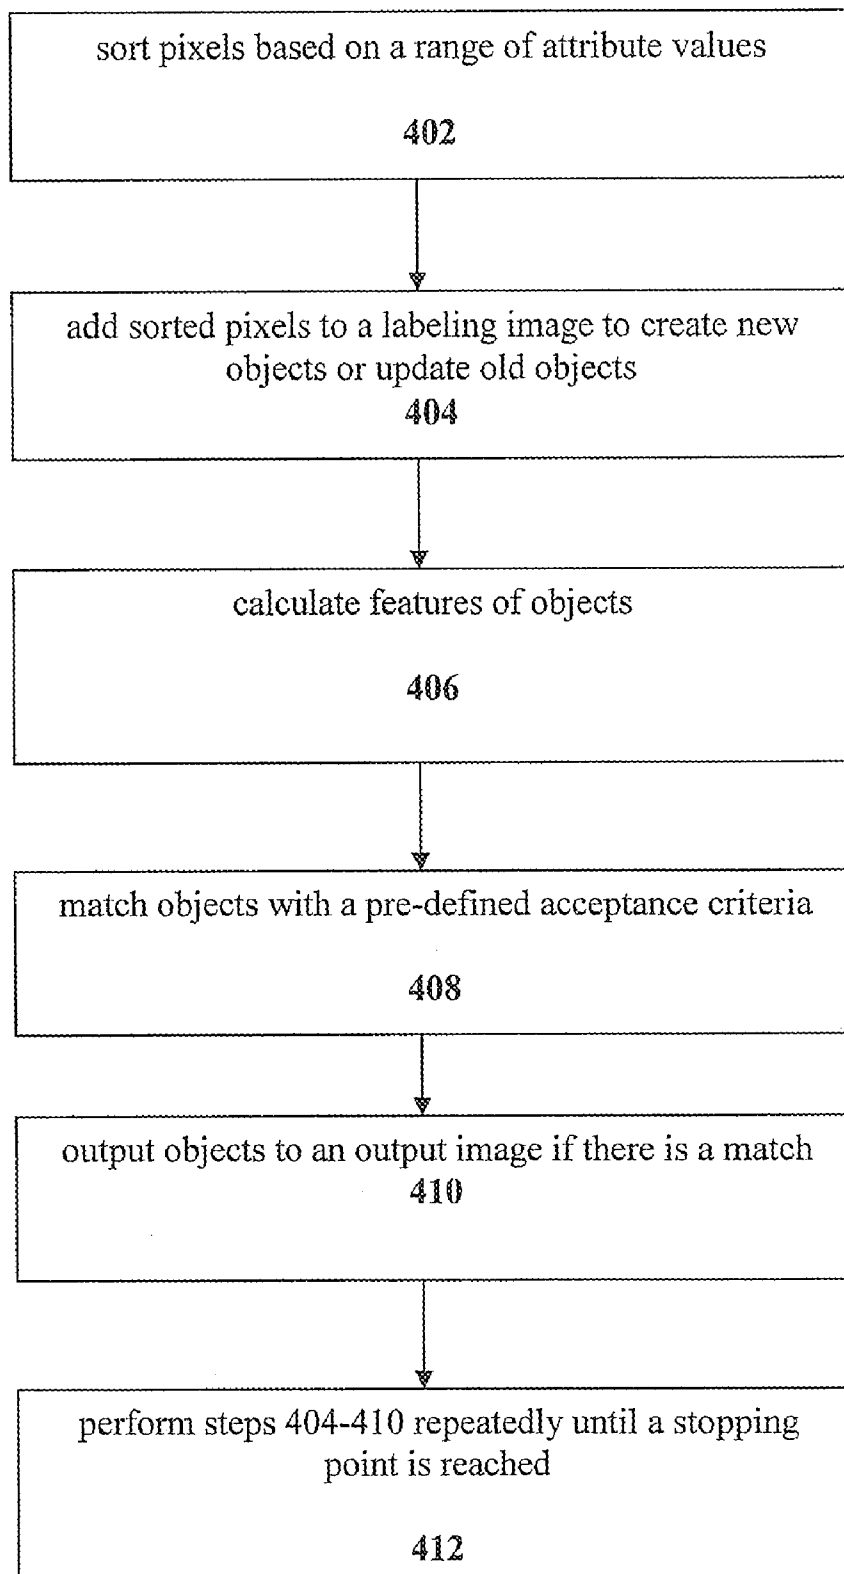 sort pixels based on a range of attribute values
402
add sorted pixels to a labeling image to create new
objects or update old objects
404
calculate features of objects
406
match objects with a pre-defined acceptance criteria
408
output objects to an output image if there is a match
410
perform steps 404-410 repeatedly until a stopping
point is reached
412